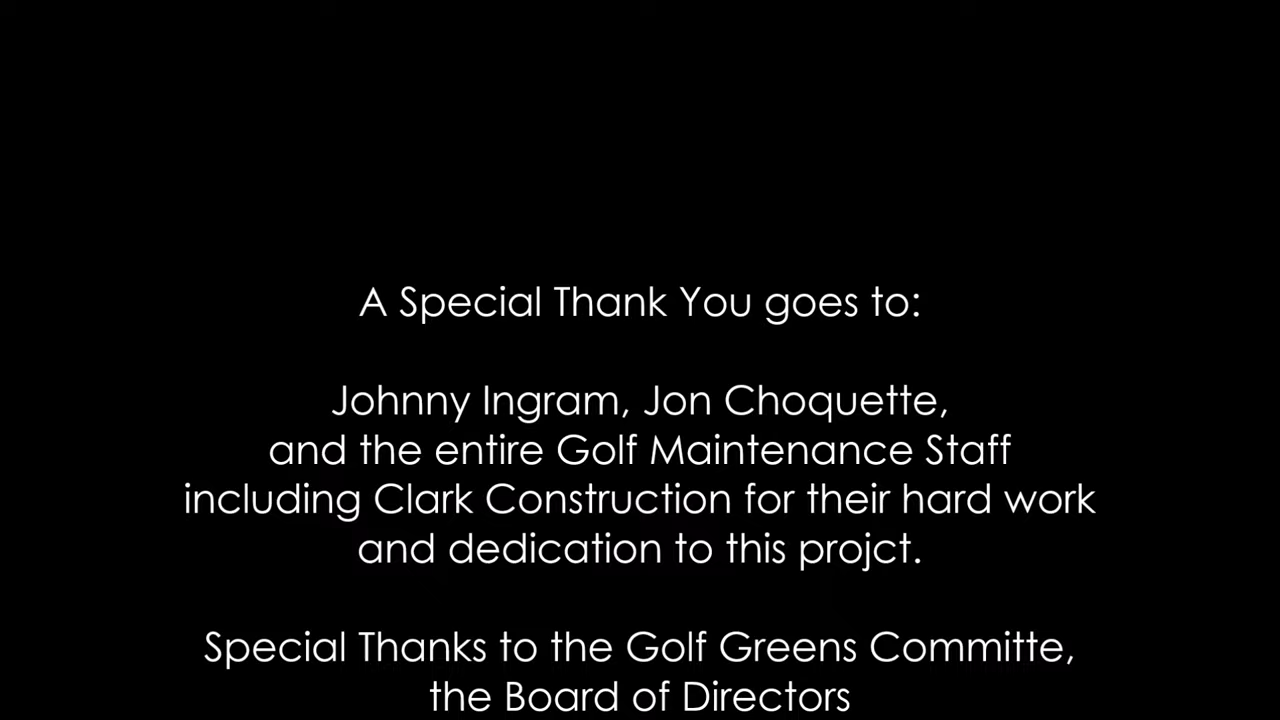 A Special Thank You goes to:
Johnny Ingram, Jon Choquette,
and the entire Golf Maintenance Staff
including Clark Construction for their hard work
and dedication to this projct.
Special Thanks to the Golf Greens Committe,
the Board of Directors